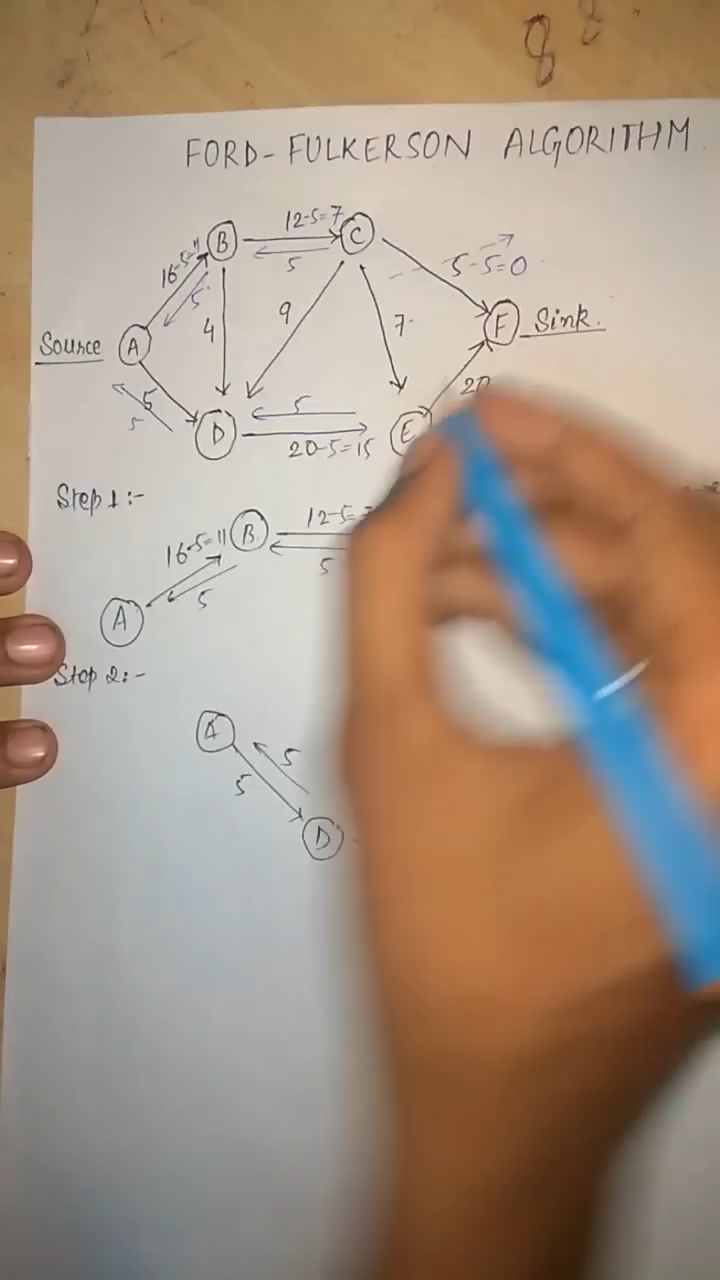 8 8
FORD-FULKERSON ALGORITHM
12-5=7
B C
16-5=11 5
5 5-5=0
4 9 7
Source A F Sink.
5
5 5 20
D E
20-5=15
Step 1:-
12-5=
16-5=11 B
5
5
A
Step 2:-
A
5
5
D